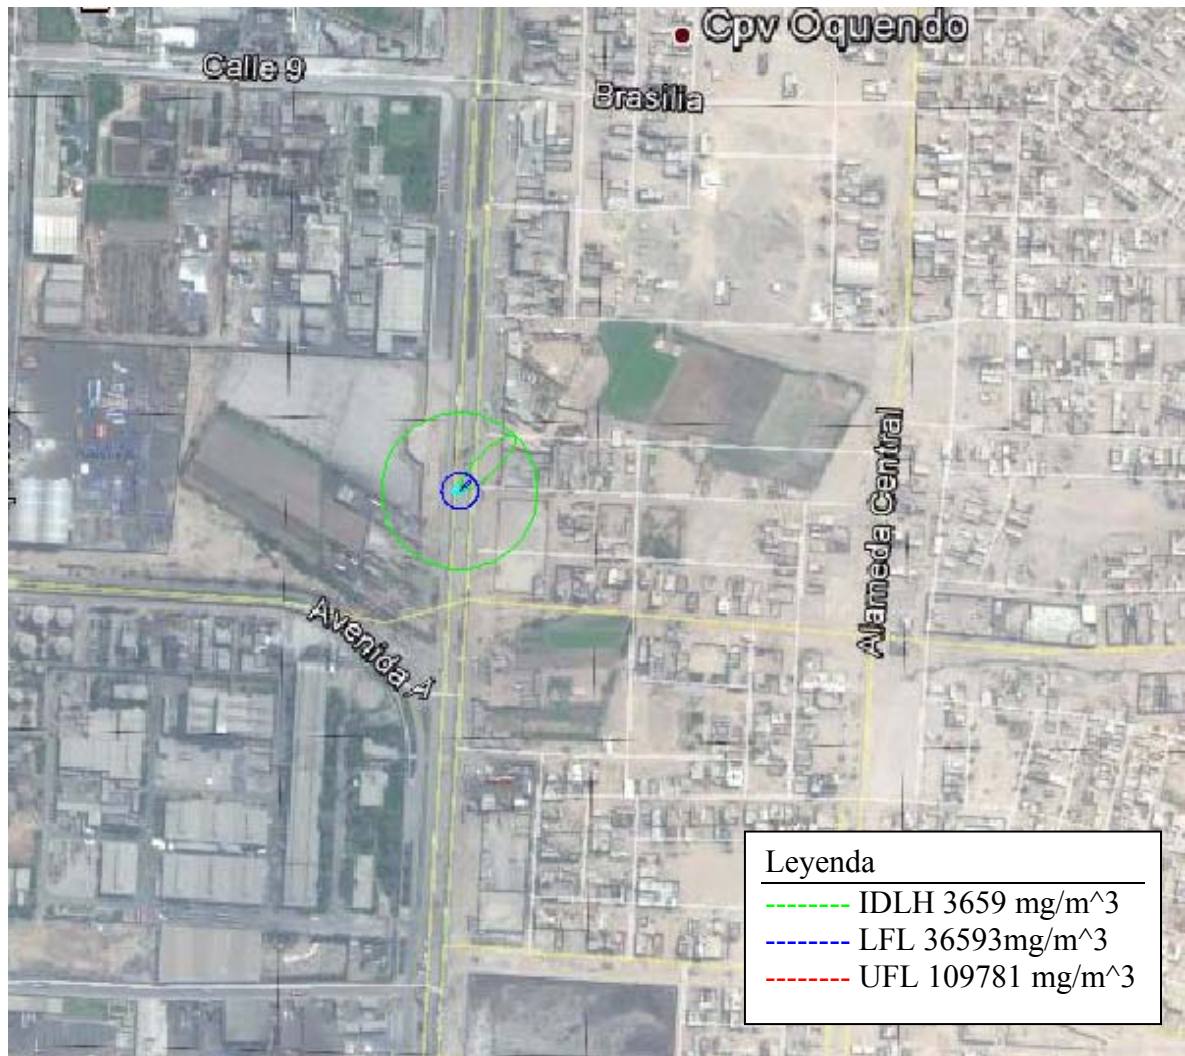 Cpv Oquendo
Calle 9
Brasilia
Alameda Central
Avenida A
Leyenda
-------- IDLH 3659 mg/m^3
-------- LFL 36593mg/m^3
-------- UFL 109781 mg/m^3